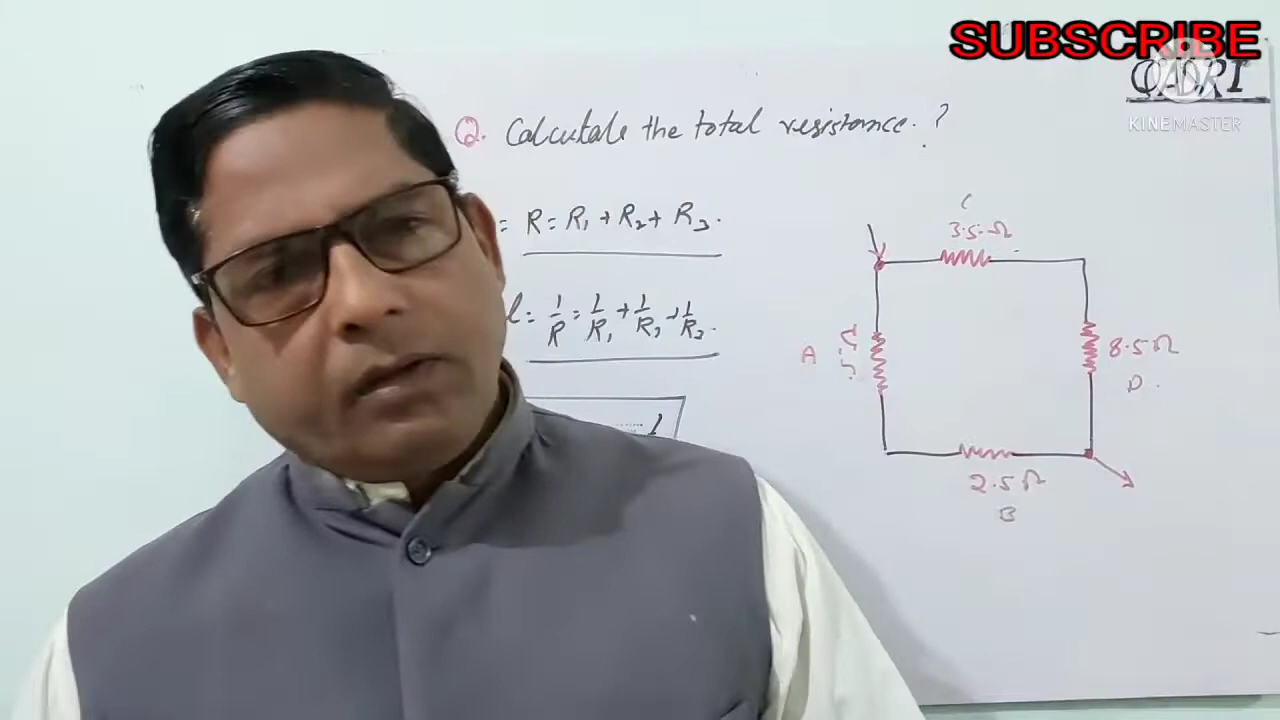 SUBSCRIBE
QADRI
KINEMASTER
Q. Calculate the total resistance. ?
= R = R₁ + R₂ + R₃.
l = 1/R = 1/R₁ + 1/R₂ + 1/R₃.
C
3.5 Ω
A
8.5 Ω
D.
2.5 Ω
B